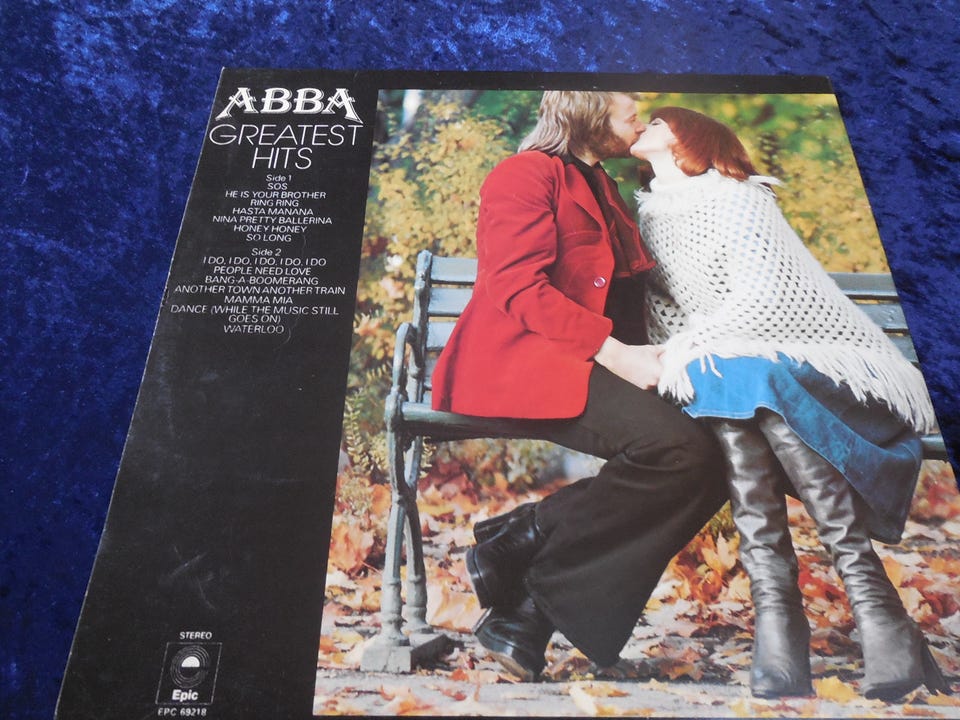 ABBA
GREATEST
HITS
Side 1
SOS
HE IS YOUR BROTHER
RING RING
HASTA MANANA
NINA PRETTY BALLERINA
HONEY HONEY
SO LONG
Side 2
I DO, I DO, I DO, I DO, I DO
PEOPLE NEED LOVE
BANG-A-BOOMERANG
ANOTHER TOWN ANOTHER TRAIN
MAMMA MIA
DANCE (WHILE THE MUSIC STILL
GOES ON)
WATERLOO
STEREO
Epic
EPC 69218